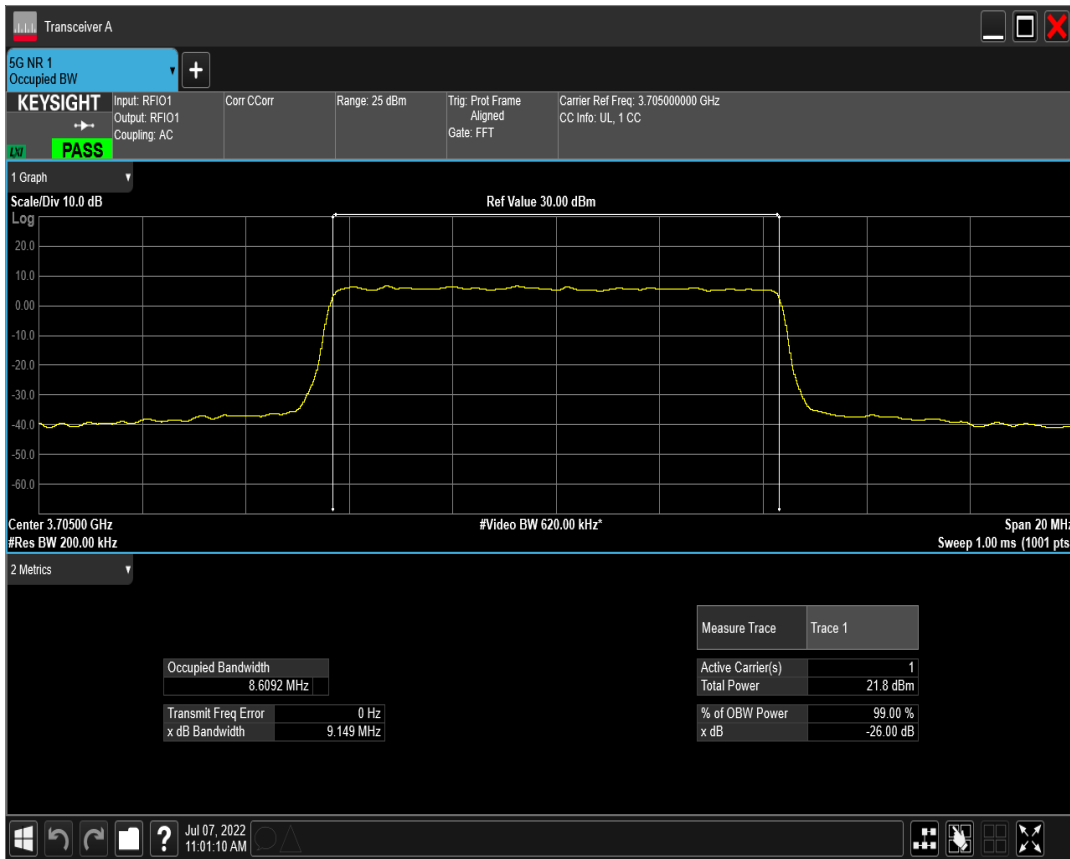 Transceiver A
5G NR 1
Occupied BW
+
KEYSIGHT
LXI
PASS
Input: RFIO1
Output: RFIO1
Coupling: AC
Corr CCorr
Range: 25 dBm
Trig: Prot Frame
Aligned
Gate: FFT
Carrier Ref Freq: 3.705000000 GHz
CC Info: UL, 1 CC
1 Graph
Scale/Div 10.0 dB
Ref Value 30.00 dBm
Log
20.0
10.0
0.00
-10.0
-20.0
-30.0
-40.0
-50.0
-60.0
Center 3.70500 GHz
#Video BW 620.00 kHz*
Span 20 MHz
#Res BW 200.00 kHz
Sweep 1.00 ms (1001 pts
2 Metrics
Measure Trace Trace 1
Occupied Bandwidth
8.6092 MHz
Active Carrier(s) 1
Total Power 21.8 dBm
Transmit Freq Error 0 Hz
x dB Bandwidth 9.149 MHz
% of OBW Power 99.00 %
x dB -26.00 dB
?
Jul 07, 2022
11:01:10 AM